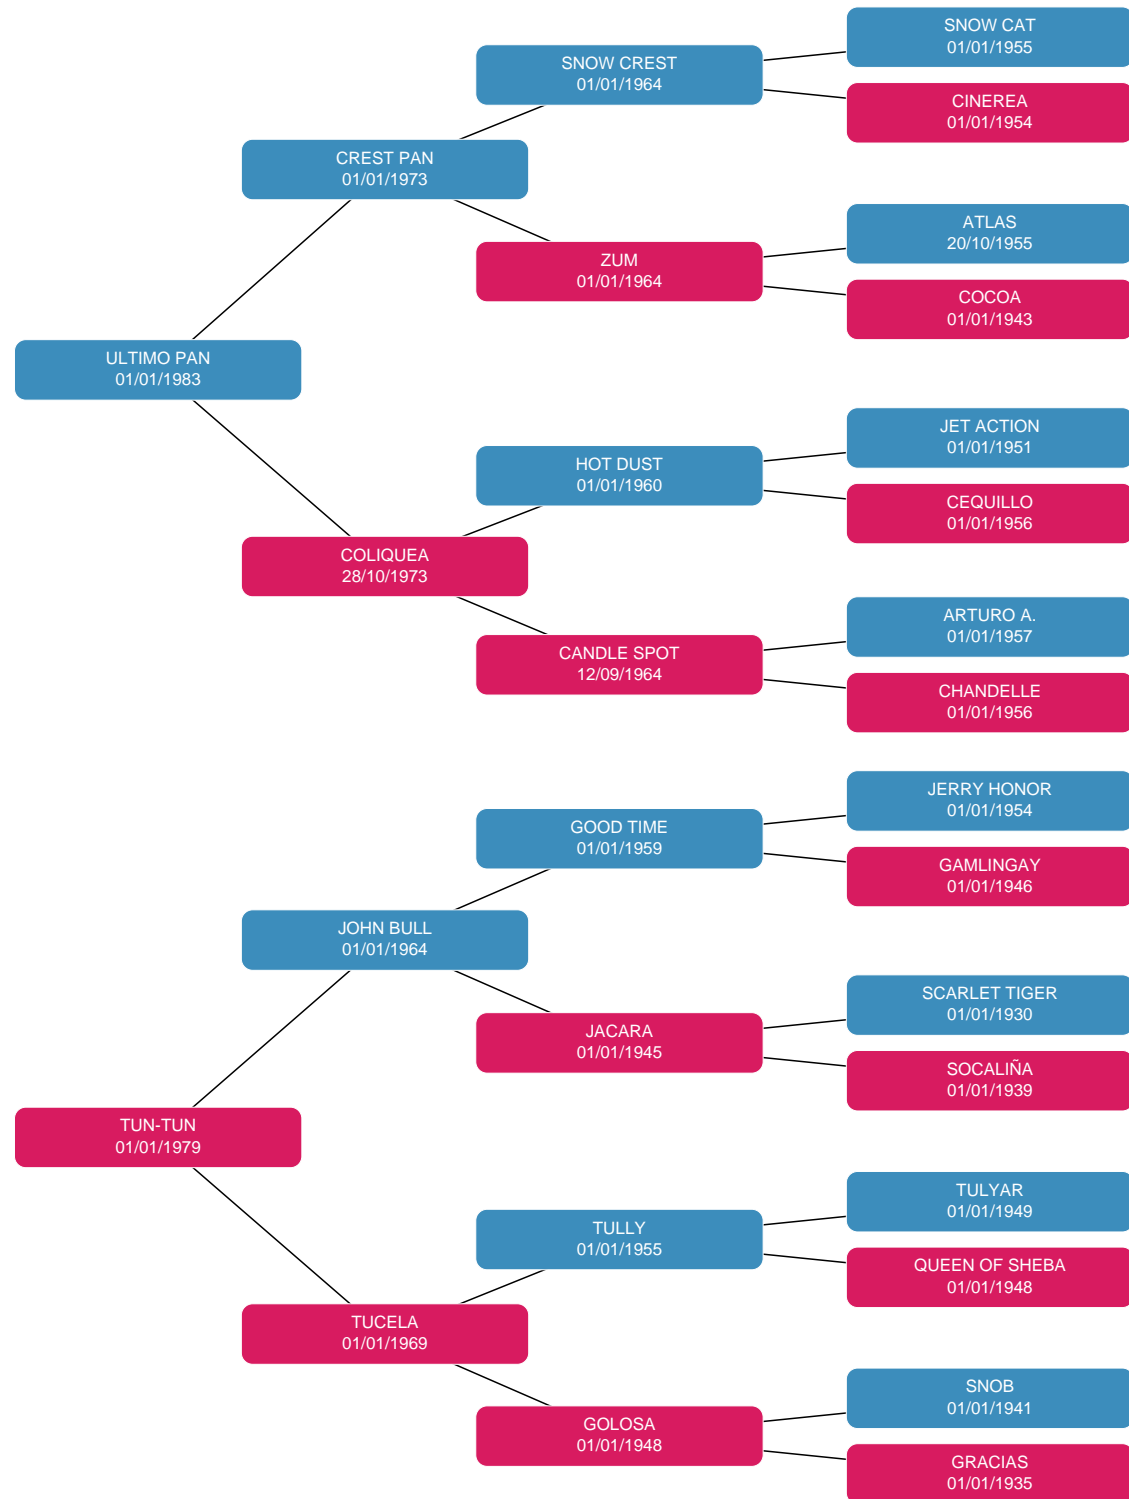 SNOW CAT
01/01/1955
SNOW CREST
01/01/1964
CINEREA
01/01/1954
CREST PAN
01/01/1973
ATLAS
20/10/1955
ZUM
01/01/1964
COCOA
01/01/1943
ULTIMO PAN
01/01/1983
JET ACTION
01/01/1951
HOT DUST
01/01/1960
CEQUILLO
01/01/1956
COLIQUEA
28/10/1973
ARTURO A.
01/01/1957
CANDLE SPOT
12/09/1964
CHANDELLE
01/01/1956
JERRY HONOR
01/01/1954
GOOD TIME
01/01/1959
GAMLINGAY
01/01/1946
JOHN BULL
01/01/1964
SCARLET TIGER
01/01/1930
JACARA
01/01/1945
SOCALIÑA
01/01/1939
TUN-TUN
01/01/1979
TULYAR
01/01/1949
TULLY
01/01/1955
QUEEN OF SHEBA
01/01/1948
TUCELA
01/01/1969
SNOB
01/01/1941
GOLOSA
01/01/1948
GRACIAS
01/01/1935